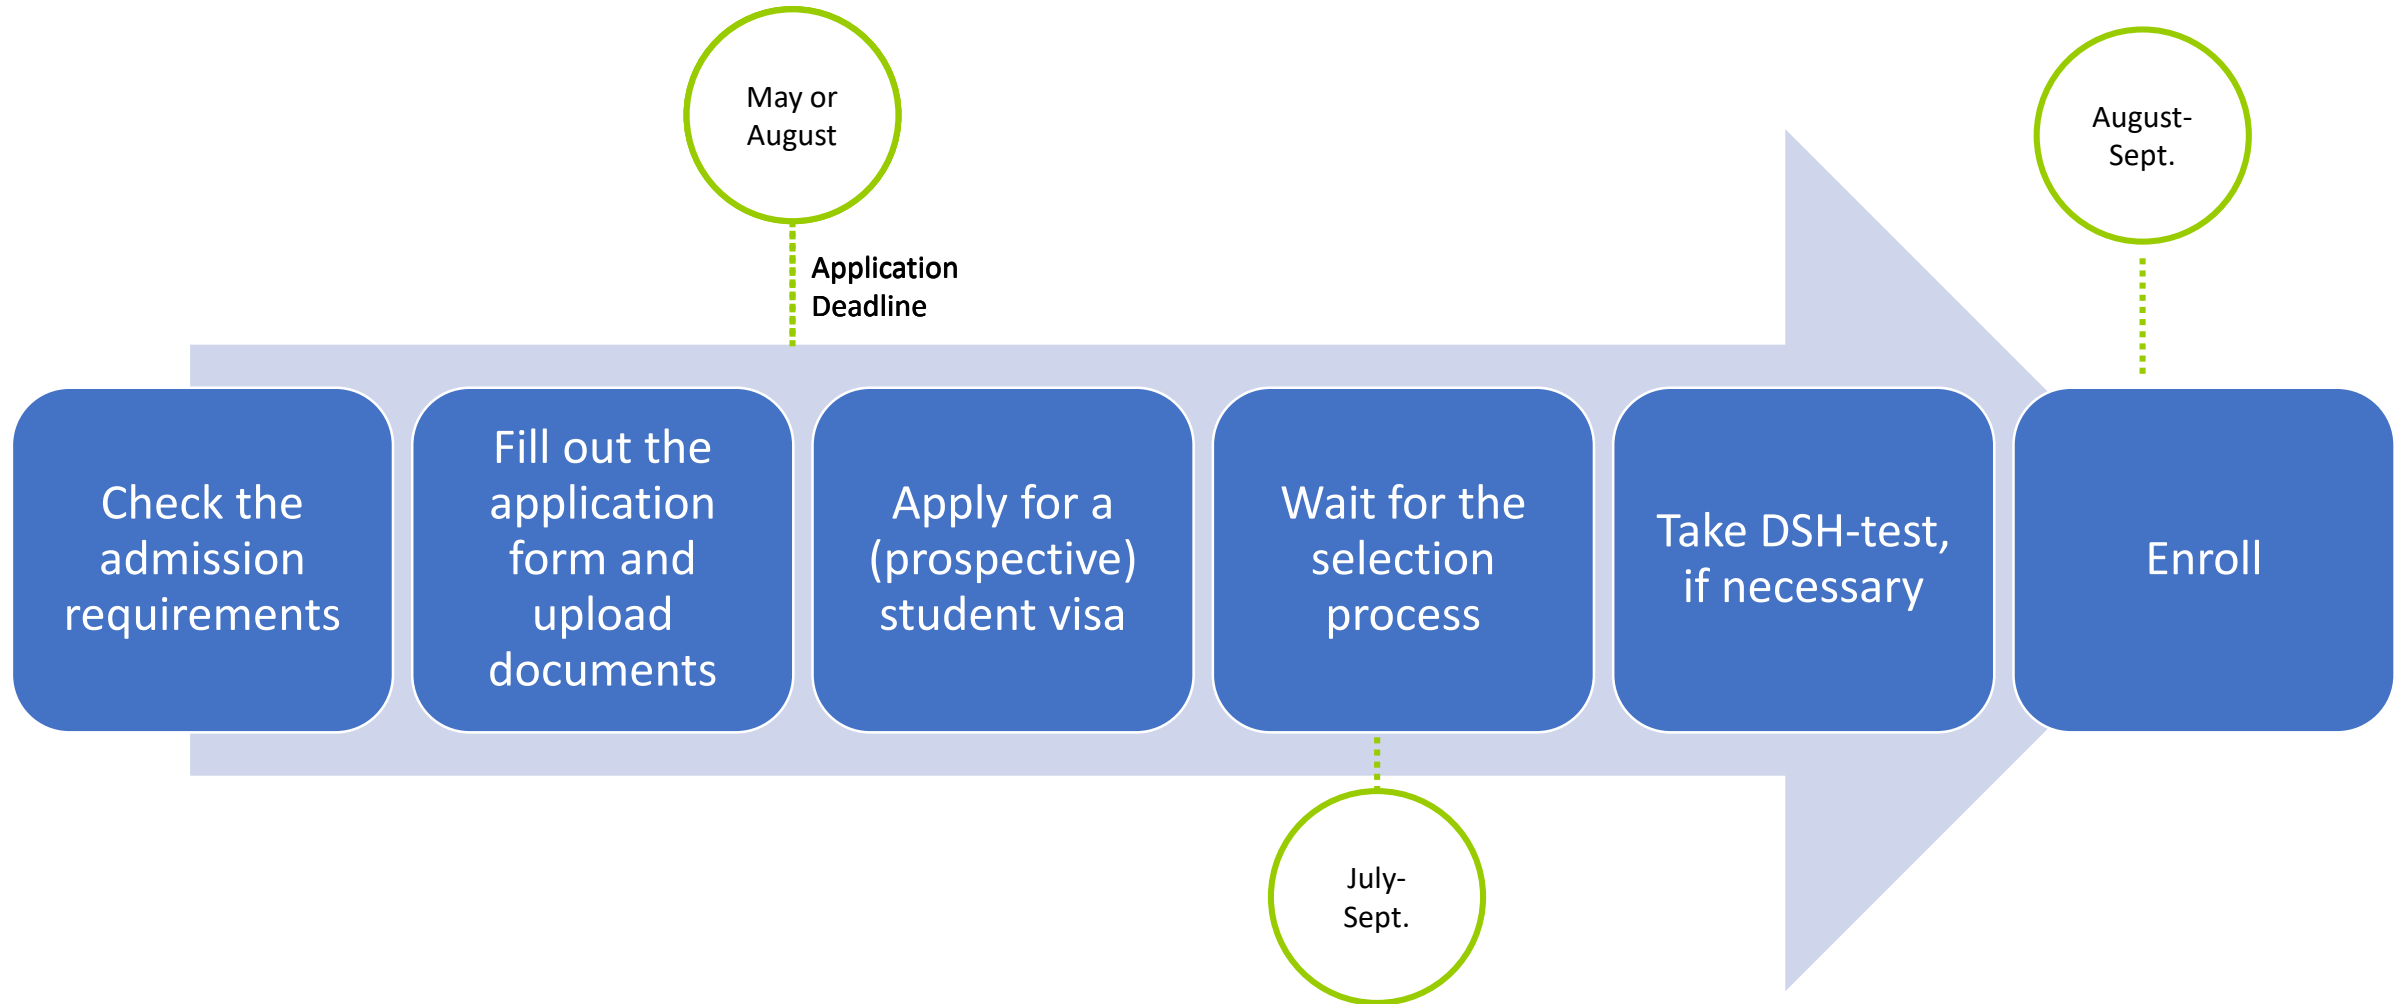 May or
August
August-
Sept.
Application
Deadline
Check the
admission
requirements
Fill out the
application
form and
upload
documents
Apply for a
(prospective)
student visa
Wait for the
selection
process
Take DSH-test,
if necessary
Enroll
July-
Sept.